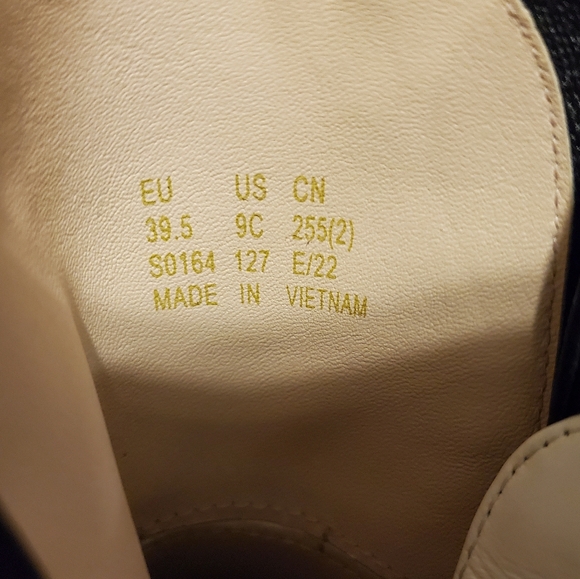 EU US CN
39.5 9C 255(2)
S0164 127 E/22
MADE IN VIETNAM